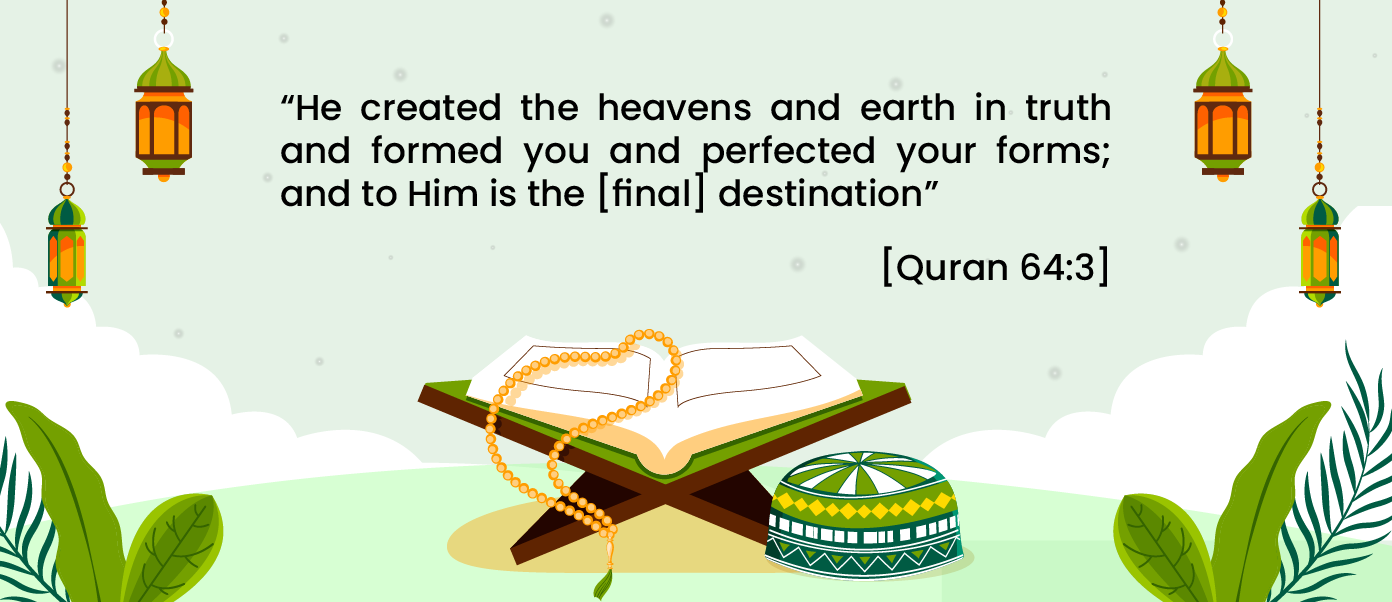 “He created the heavens and earth in truth
and formed you and perfected your forms;
and to Him is the [final] destination”
[Quran 64:3]